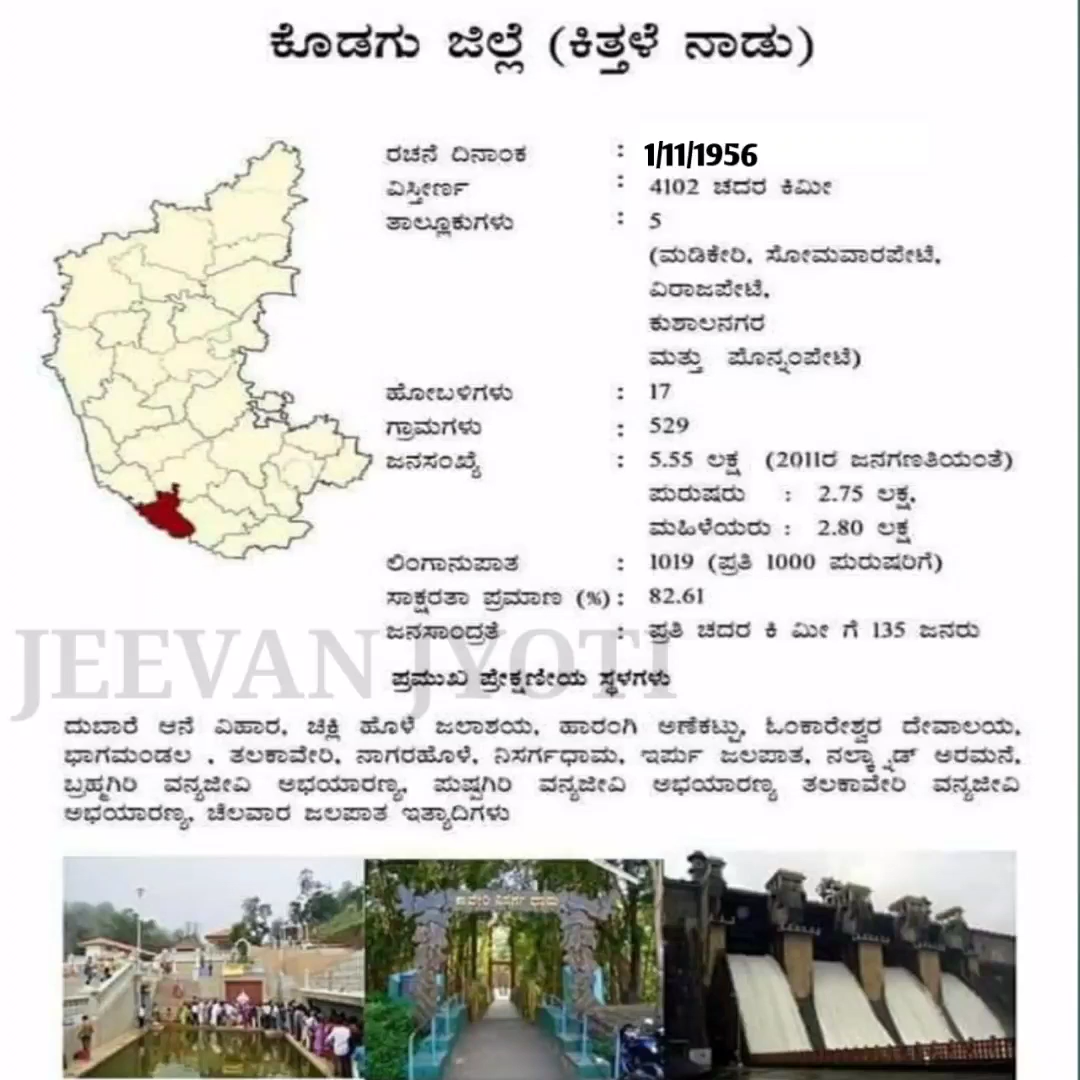 ಕೊಡಗು ಜಿಲ್ಲೆ (ಕಿತ್ತಳೆ ನಾಡು)
ರಚನೆ ದಿನಾಂಕ : 1/11/1956
ವಿಸ್ತೀರ್ಣ : 4102 ಚದರ ಕಿಮೀ
ತಾಲ್ಲೂಕುಗಳು : 5
(ಮಡಿಕೇರಿ, ಸೋಮವಾರಪೇಟೆ,
ವಿರಾಜಪೇಟೆ,
ಕುಶಾಲನಗರ
ಮತ್ತು ಪೊನ್ನಂಪೇಟೆ)
ಹೋಬಳಿಗಳು : 17
ಗ್ರಾಮಗಳು : 529
ಜನಸಂಖ್ಯೆ : 5.55 ಲಕ್ಷ (2011ರ ಜನಗಣತಿಯಂತೆ)
ಪುರುಷರು : 2.75 ಲಕ್ಷ,
ಮಹಿಳೆಯರು : 2.80 ಲಕ್ಷ
ಲಿಂಗಾನುಪಾತ : 1019 (ಪ್ರತಿ 1000 ಪುರುಷರಿಗೆ)
ಸಾಕ್ಷರತಾ ಪ್ರಮಾಣ (%) : 82.61
ಜನಸಾಂದ್ರತೆ : ಪ್ರತಿ ಚದರ ಕಿ ಮೀ ಗೆ 135 ಜನರು
JEEVAN JYOTI
ಪ್ರಮುಖ ಪ್ರೇಕ್ಷಣೀಯ ಸ್ಥಳಗಳು
ದುಬಾರೆ ಆನೆ ವಿಹಾರ, ಚಿಕ್ಲಿ ಹೊಳೆ ಜಲಾಶಯ, ಹಾರಂಗಿ ಅಣೆಕಟ್ಟು, ಓಂಕಾರೇಶ್ವರ ದೇವಾಲಯ,
ಭಾಗಮಂಡಲ , ತಲಕಾವೇರಿ, ನಾಗರಹೊಳೆ, ನಿಸರ್ಗಧಾಮ, ಇರ್ಪು ಜಲಪಾತ, ನಲ್ಕ್ನಾಡ್ ಅರಮನೆ,
ಬ್ರಹ್ಮಗಿರಿ ವನ್ಯಜೀವಿ ಅಭಯಾರಣ್ಯ, ಪುಷ್ಪಗಿರಿ ವನ್ಯಜೀವಿ ಅಭಯಾರಣ್ಯ ತಲಕಾವೇರಿ ವನ್ಯಜೀವಿ
ಅಭಯಾರಣ್ಯ, ಚೆಲವಾರ ಜಲಪಾತ ಇತ್ಯಾದಿಗಳು
ಕಾವೇರಿ ನಿಸರ್ಗ ಧಾಮ